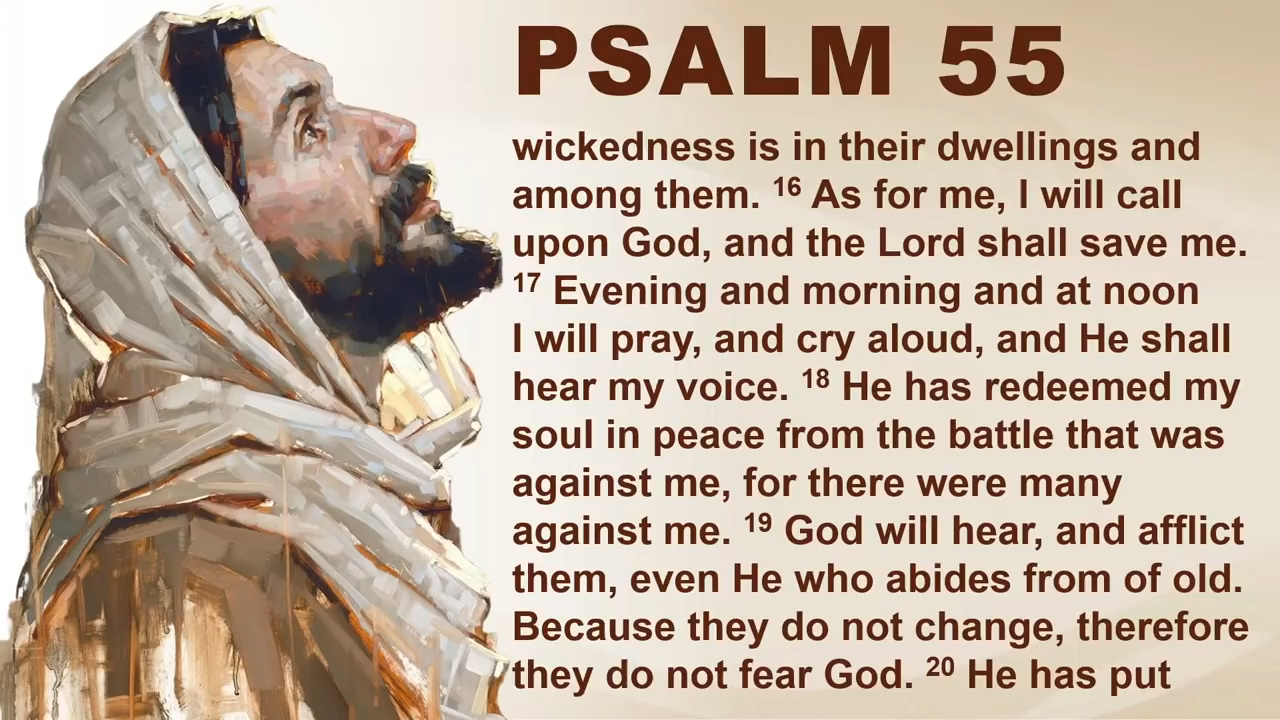 PSALM 55
wickedness is in their dwellings and
among them. 16 As for me, I will call
upon God, and the Lord shall save me.
17 Evening and morning and at noon
I will pray, and cry aloud, and He shall
hear my voice. 18 He has redeemed my
soul in peace from the battle that was
against me, for there were many
against me. 19 God will hear, and afflict
them, even He who abides from of old.
Because they do not change, therefore
they do not fear God. 20 He has put